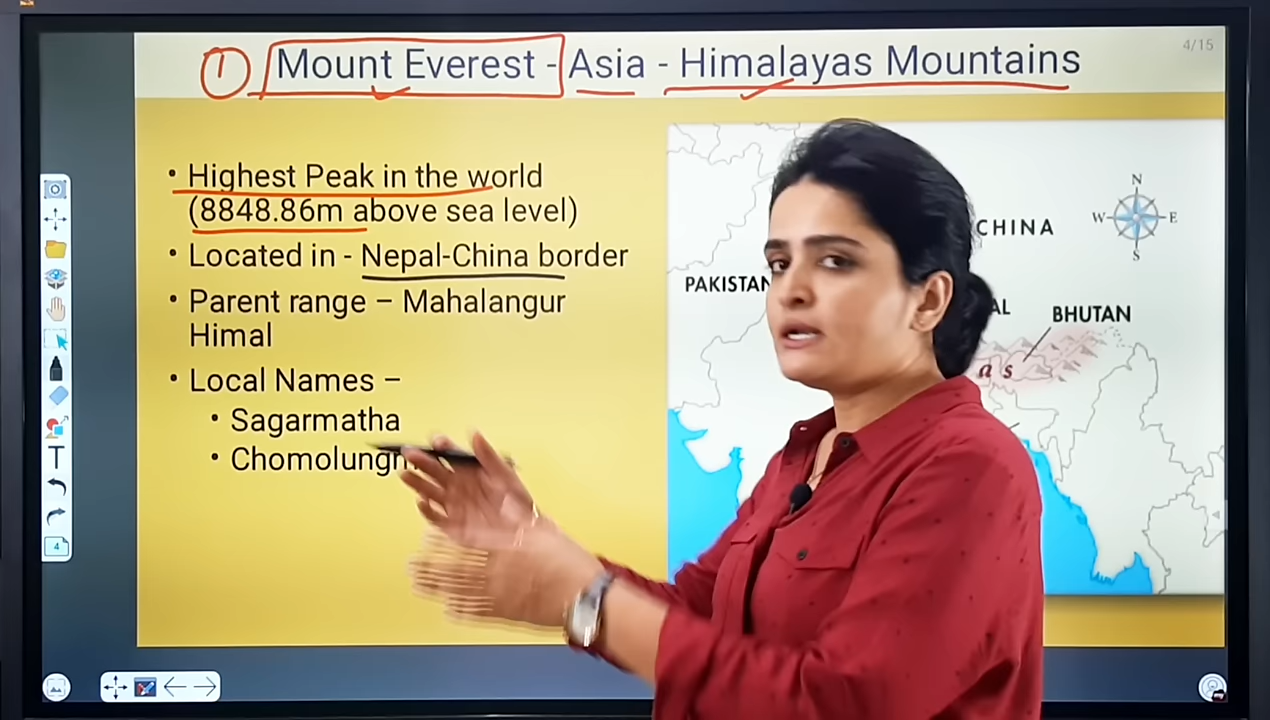 4/15
① Mount Everest - Asia - Himalayas Mountains
• Highest Peak in the world
(8848.86m above sea level)
• Located in - Nepal-China border
• Parent range – Mahalangur
Himal
• Local Names –
• Sagarmatha
•
CHINA
N
W E
S
BHUTAN
T
4